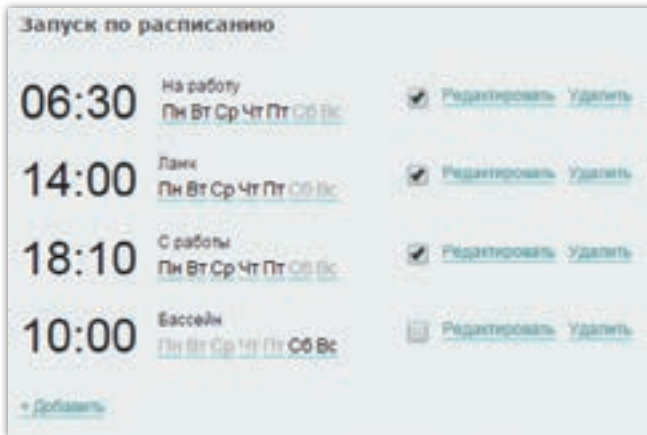 Запуск по расписанию
06:30 На работу
Пн Вт Ср Чт Пт Сб Вс
Редактировать Удалить
14:00 Ланч
Пн Вт Ср Чт Пт Сб Вс
Редактировать Удалить
18:10 С работы
Пн Вт Ср Чт Пт Сб Вс
Редактировать Удалить
10:00 Бассейн
Пн Вт Ср Чт Пт Сб Вс
Редактировать Удалить
+ Добавить